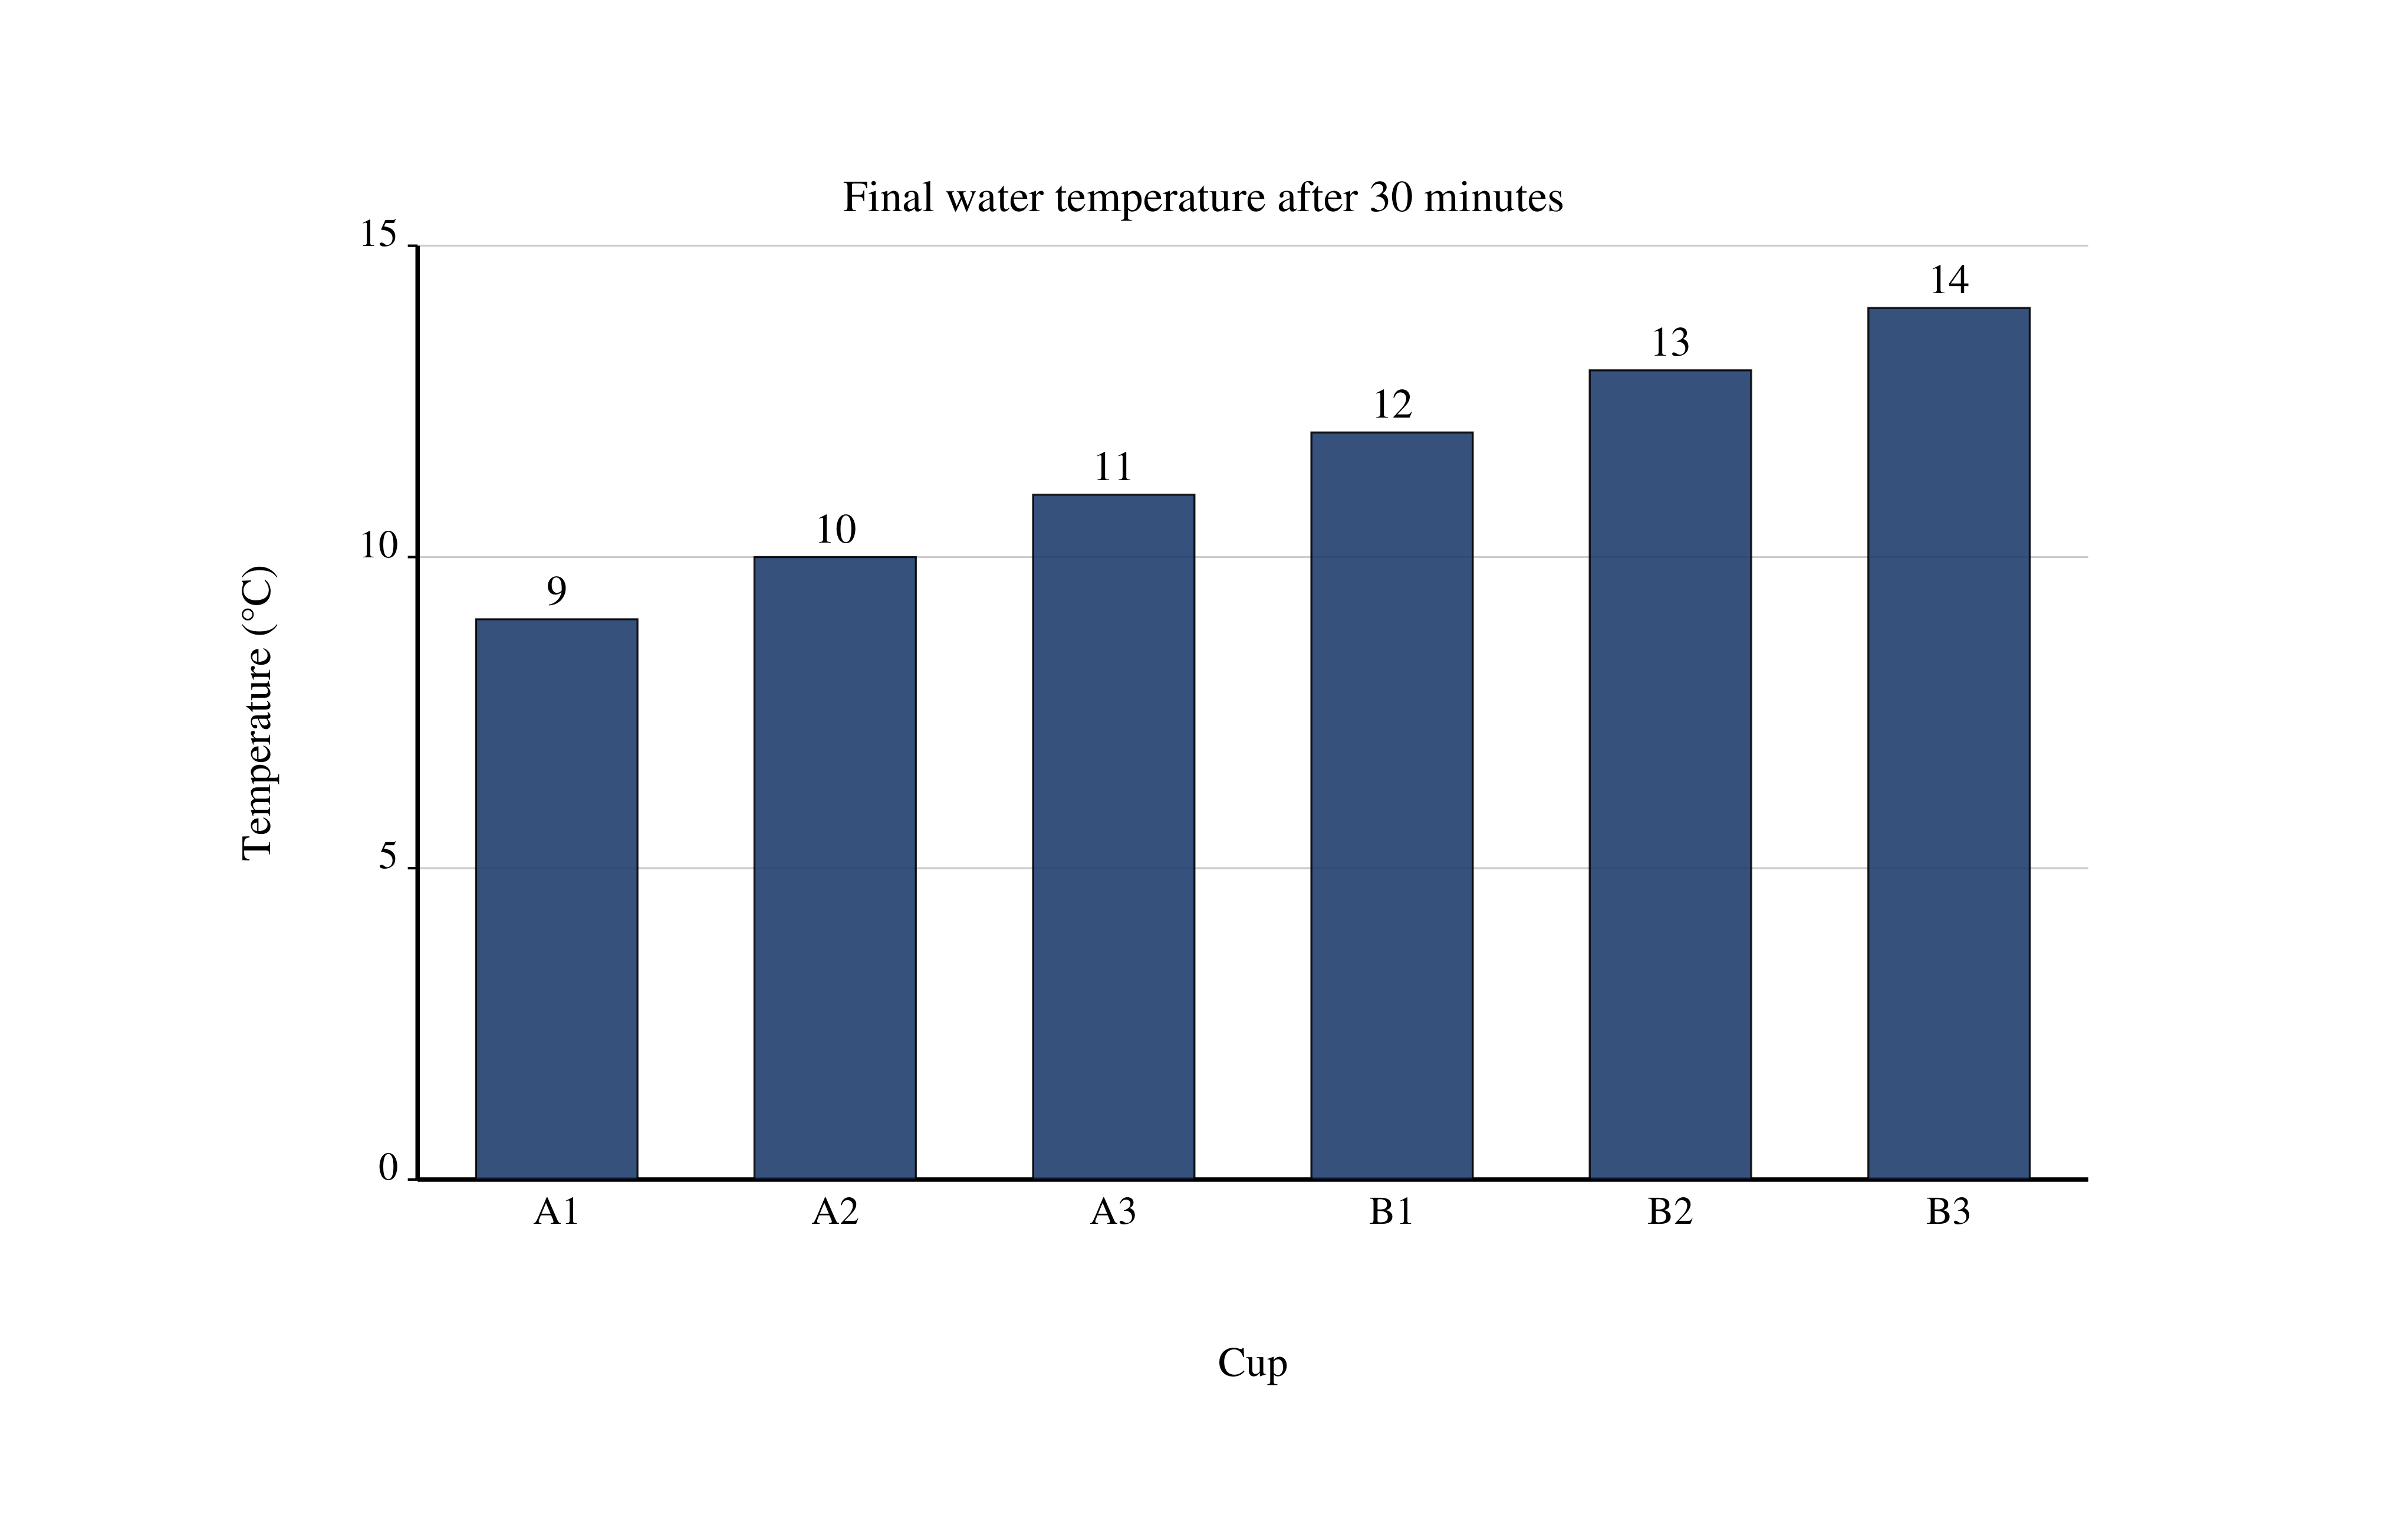 Final water temperature after 30 minutes
15
10
5
0
Temperature (°C)
9
10
11
12
13
14
A1
A2
A3
B1
B2
B3
Cup